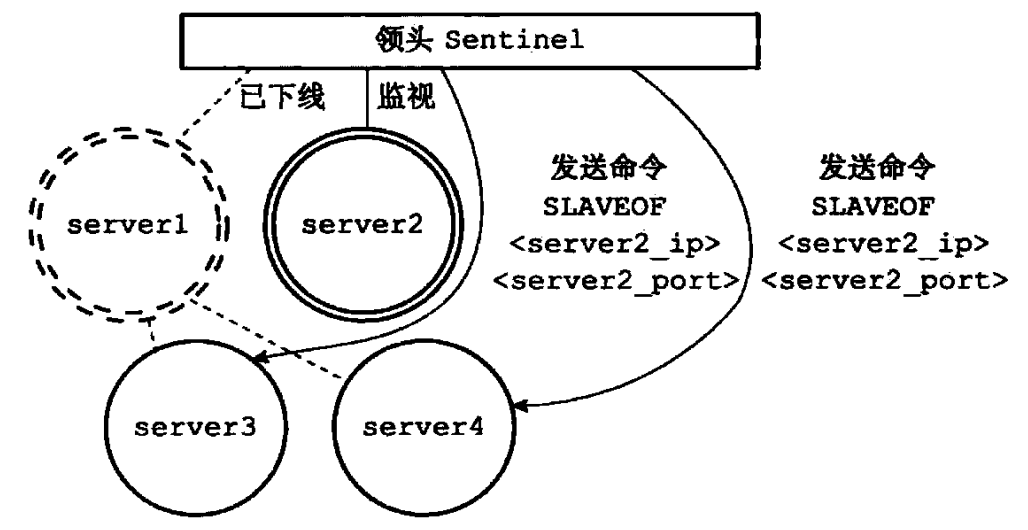 领头 Sentinel
已下线
监视
server1
server2
发送命令
SLAVEOF
<server2_ip>
<server2_port>
发送命令
SLAVEOF
<server2_ip>
<server2_port>
server3
server4